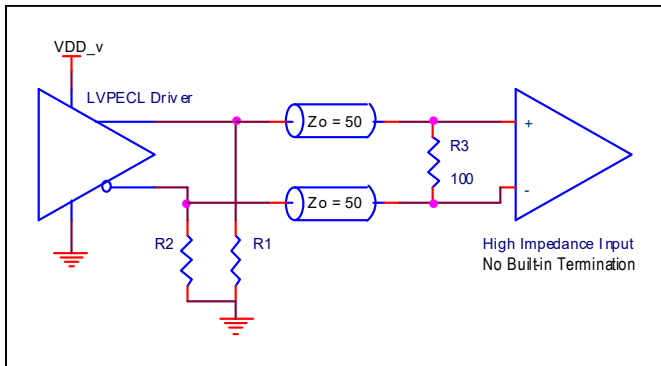 VDD_v
LVPECL Driver
Zo = 50
+
R3
100
Zo = 50
-
R2
R1
High Impedance Input
No Built-in Termination